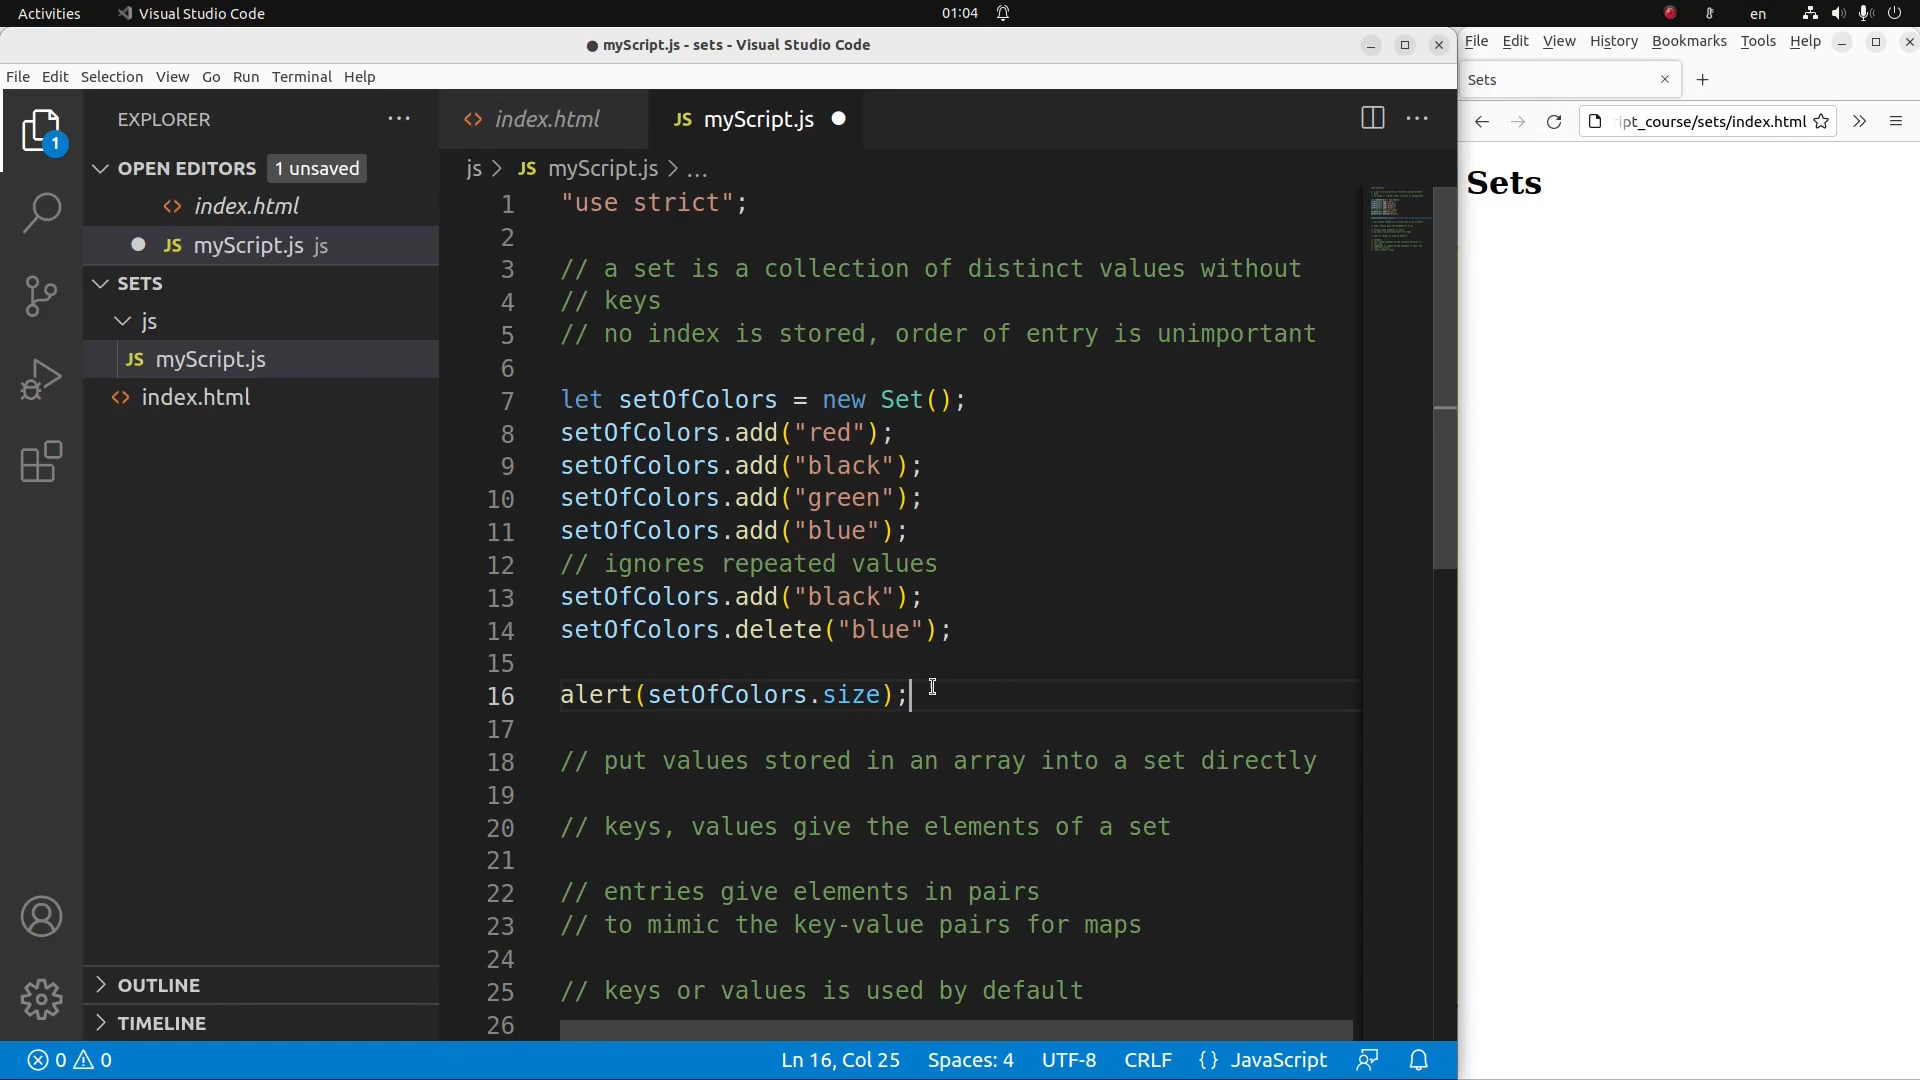 Activities
Visual Studio Code
01:04
en
myScript.js - sets - Visual Studio Code
File Edit Selection View Go Run Terminal Help
EXPLORER
OPEN EDITORS 1 unsaved
index.html
myScript.js js
SETS
js
myScript.js
index.html
OUTLINE
TIMELINE
1
index.html
JS myScript.js
js > JS myScript.js > ...
1 "use strict";
2
3 // a set is a collection of distinct values without
4 // keys
5 // no index is stored, order of entry is unimportant
6
7 let setOfColors = new Set();
8 setOfColors.add("red");
9 setOfColors.add("black");
10 setOfColors.add("green");
11 setOfColors.add("blue");
12 // ignores repeated values
13 setOfColors.add("black");
14 setOfColors.delete("blue");
15
16 alert(setOfColors.size);
17
18 // put values stored in an array into a set directly
19
20 // keys, values give the elements of a set
21
22 // entries give elements in pairs
23 // to mimic the key-value pairs for maps
24
25 // keys or values is used by default
26
0 0
Ln 16, Col 25 Spaces: 4 UTF-8 CRLF {} JavaScript
File Edit View History Bookmarks Tools Help
Sets
ript_course/sets/index.html
Sets